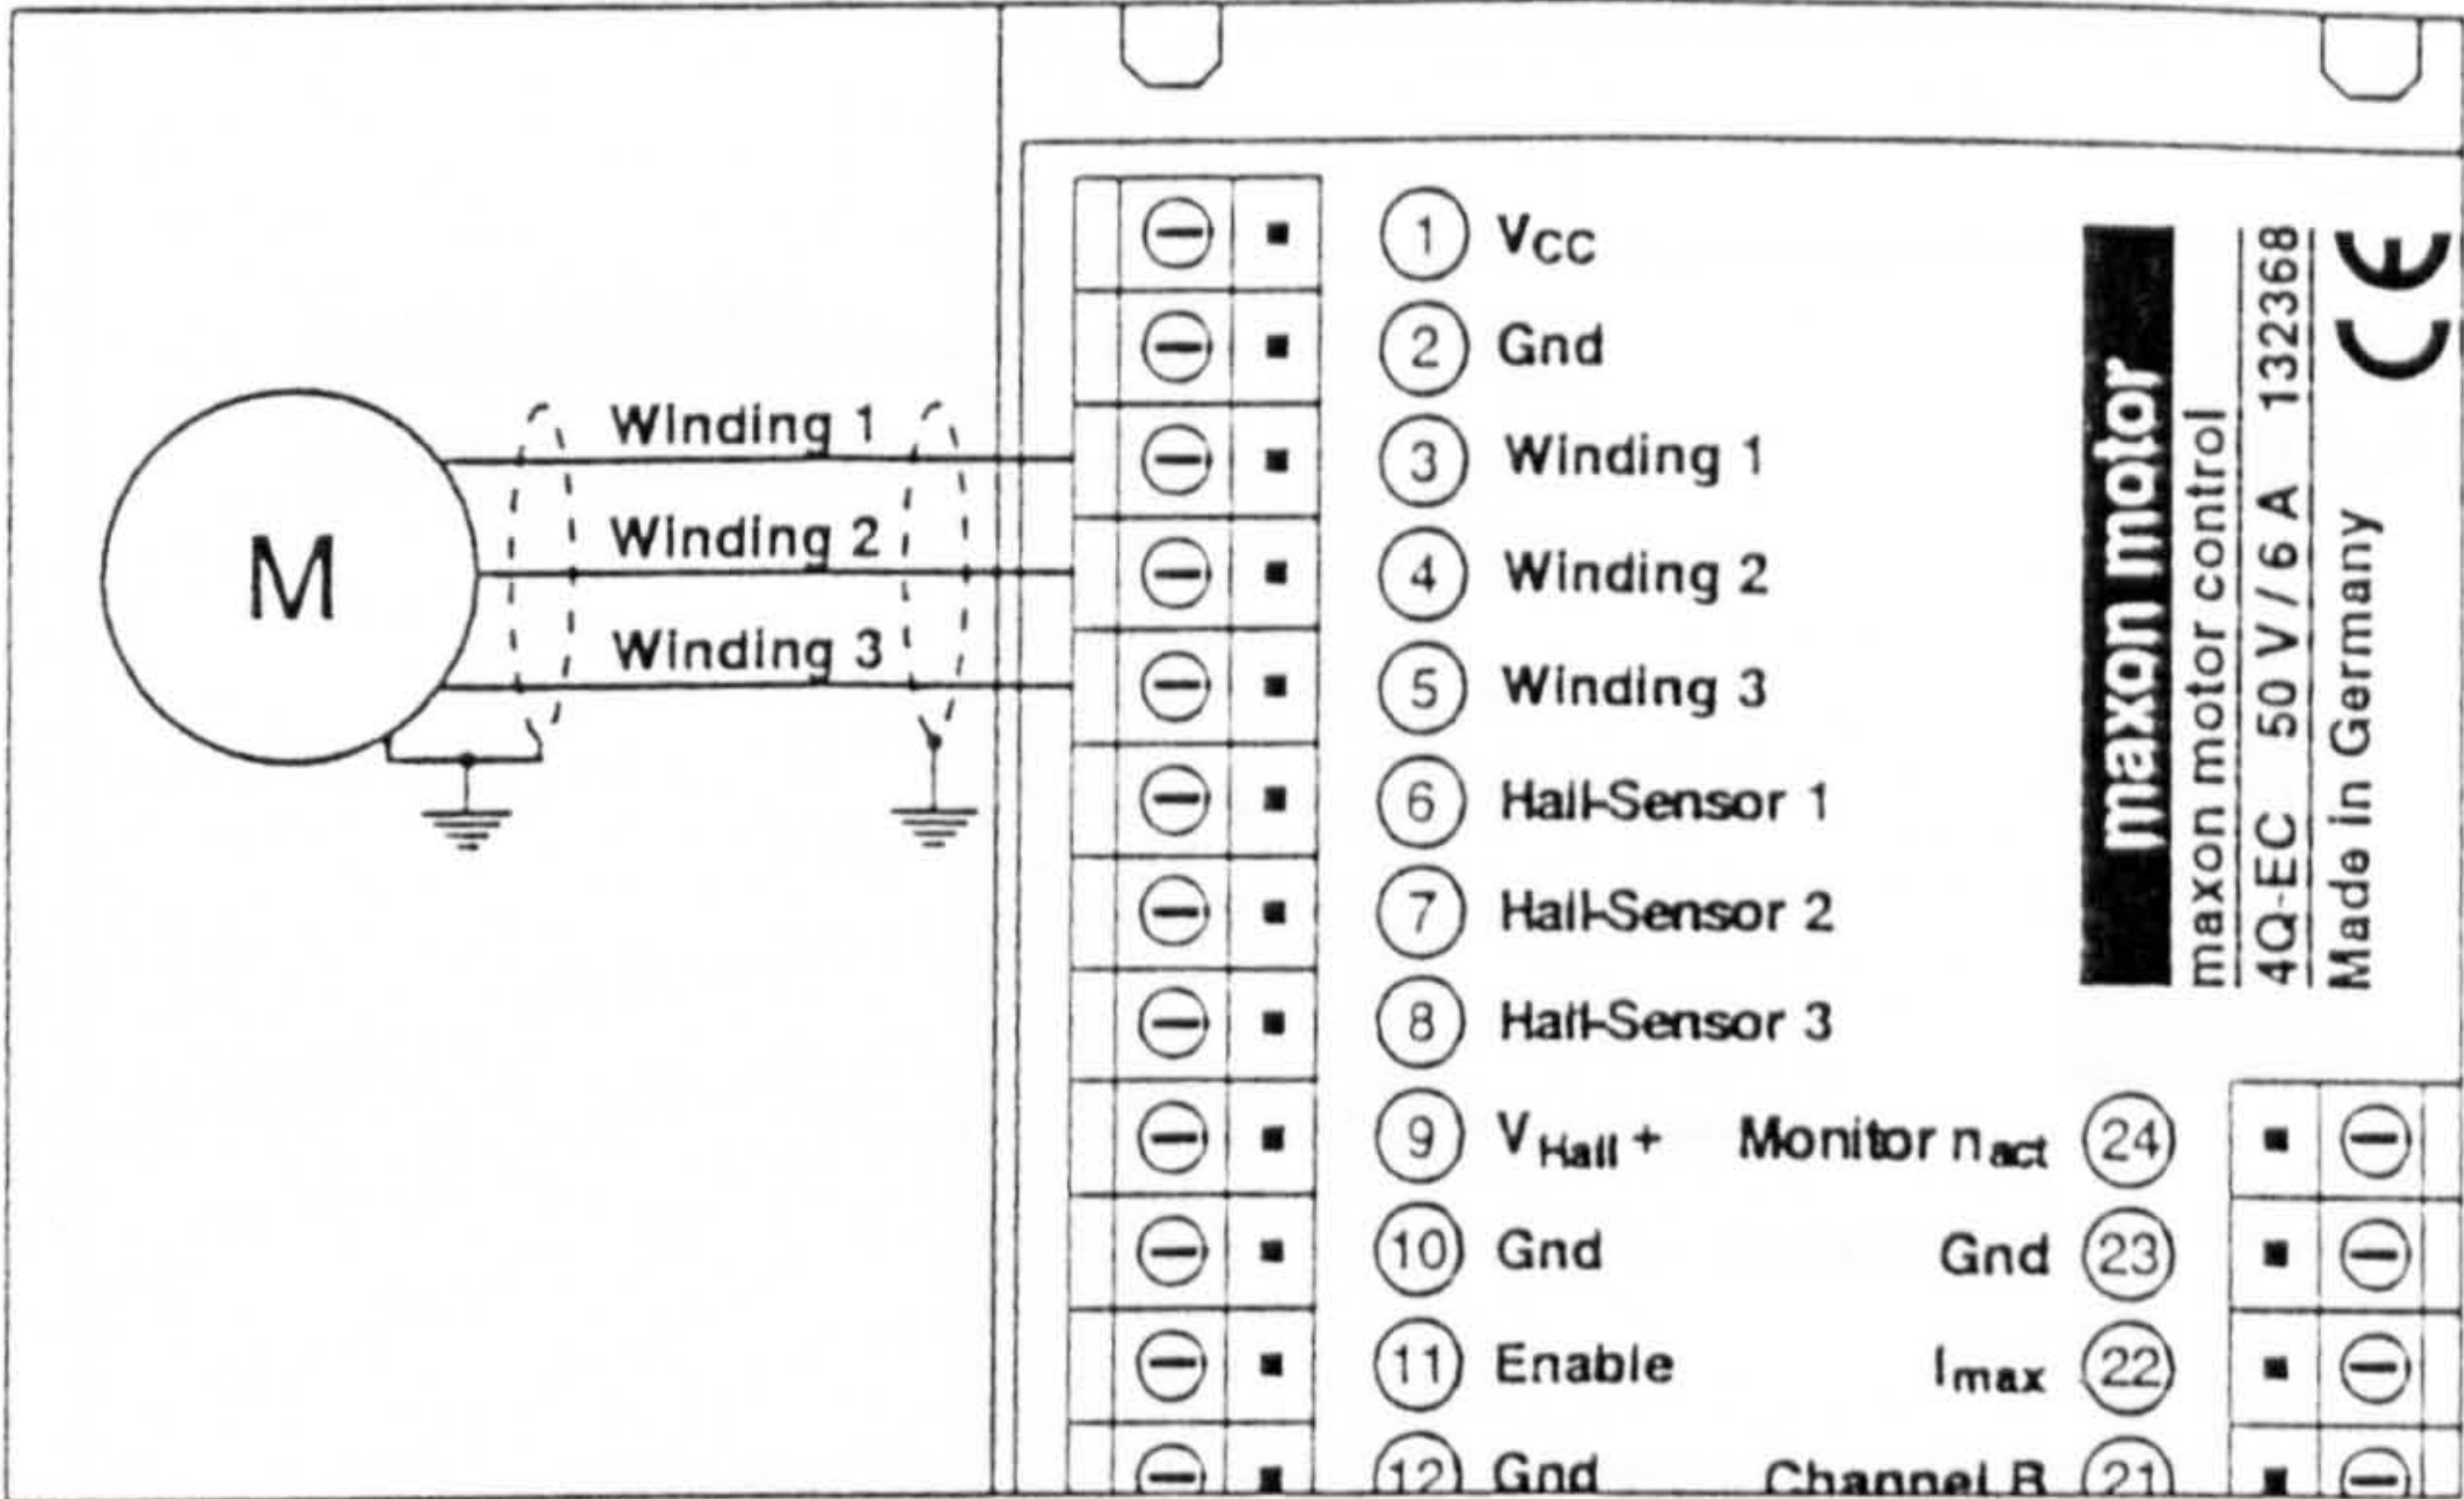 M
Winding 1
Winding 2
Winding 3
1 VCC
2 Gnd
3 Winding 1
4 Winding 2
5 Winding 3
6 Hall-Sensor 1
7 Hall-Sensor 2
8 Hall-Sensor 3
9 VHall +
10 Gnd
11 Enable
12 Gnd
Monitor nact 24
Gnd 23
Imax 22
Channel B 21
maxon motor
maxon motor control
4Q-EC 50 V / 6 A 132368
Made in Germany CE